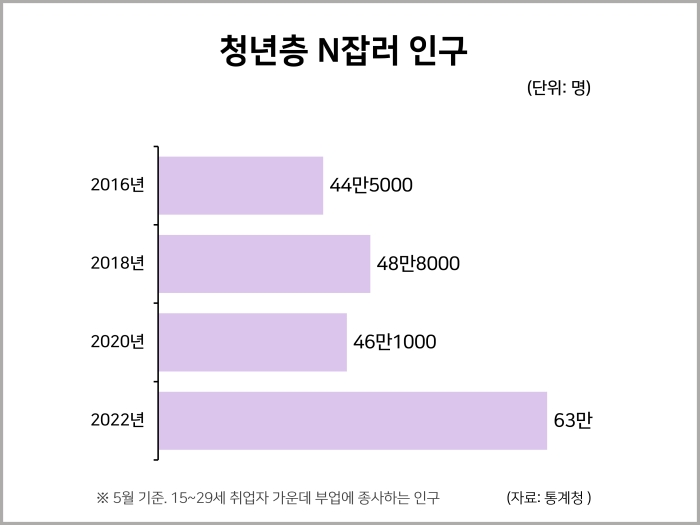 청년층 N잡러 인구
(단위: 명)
2016년 44만5000
2018년 48만8000
2020년 46만1000
2022년 63만
※ 5월 기준. 15~29세 취업자 가운데 부업에 종사하는 인구 (자료: 통계청 )